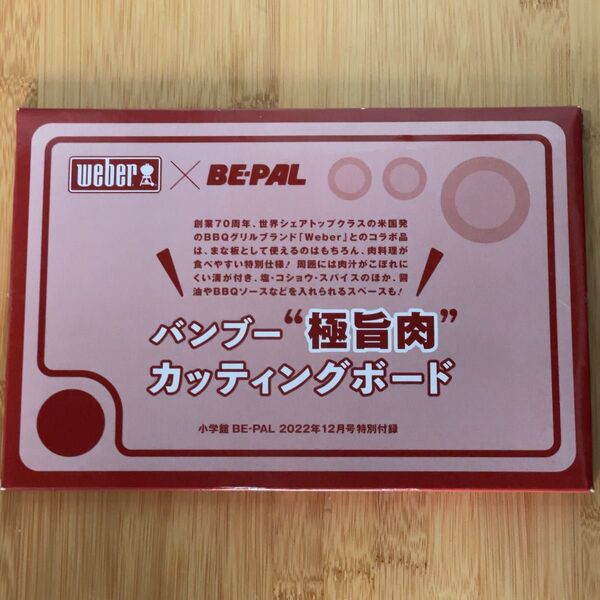 weber × BE-PAL
創業70周年、世界シェアトップクラスの米国発
のBBQグリルブランド「Weber」とのコラボ品
は、まな板として使えるのはもちろん、肉料理が
食べやすい特別仕様! 周囲には肉汁がこぼれに
くい溝が付き、塩・コショウ・スパイスのほか、醤
油やBBQソースなどを入れられるスペースも!
バンブー“極旨肉”
カッティングボード
小学館 BE-PAL 2022年12月号特別付録